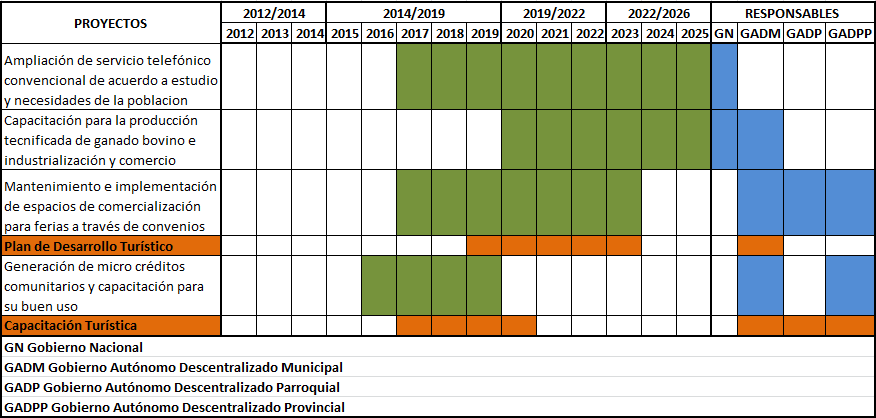 PROYECTOS
2012/2014 2014/2019 2019/2022 2022/2026 RESPONSABLES
2012 2013 2014 2015 2016 2017 2018 2019 2020 2021 2022 2023 2024 2025 GN GADM GADP GADPP
Ampliación de servicio telefónico
convencional de acuerdo a estudio
y necesidades de la poblacion
Capacitación para la producción
tecnificada de ganado bovino e
industrialización y comercio
Mantenimiento e implementación
de espacios de comercialización
para ferias a través de convenios
Plan de Desarrollo Turístico
Generación de micro créditos
comunitarios y capacitación para
su buen uso
Capacitación Turística
GN Gobierno Nacional
GADM Gobierno Autónomo Descentralizado Municipal
GADP Gobierno Autónomo Descentralizado Parroquial
GADPP Gobierno Autónomo Descentralizado Provincial